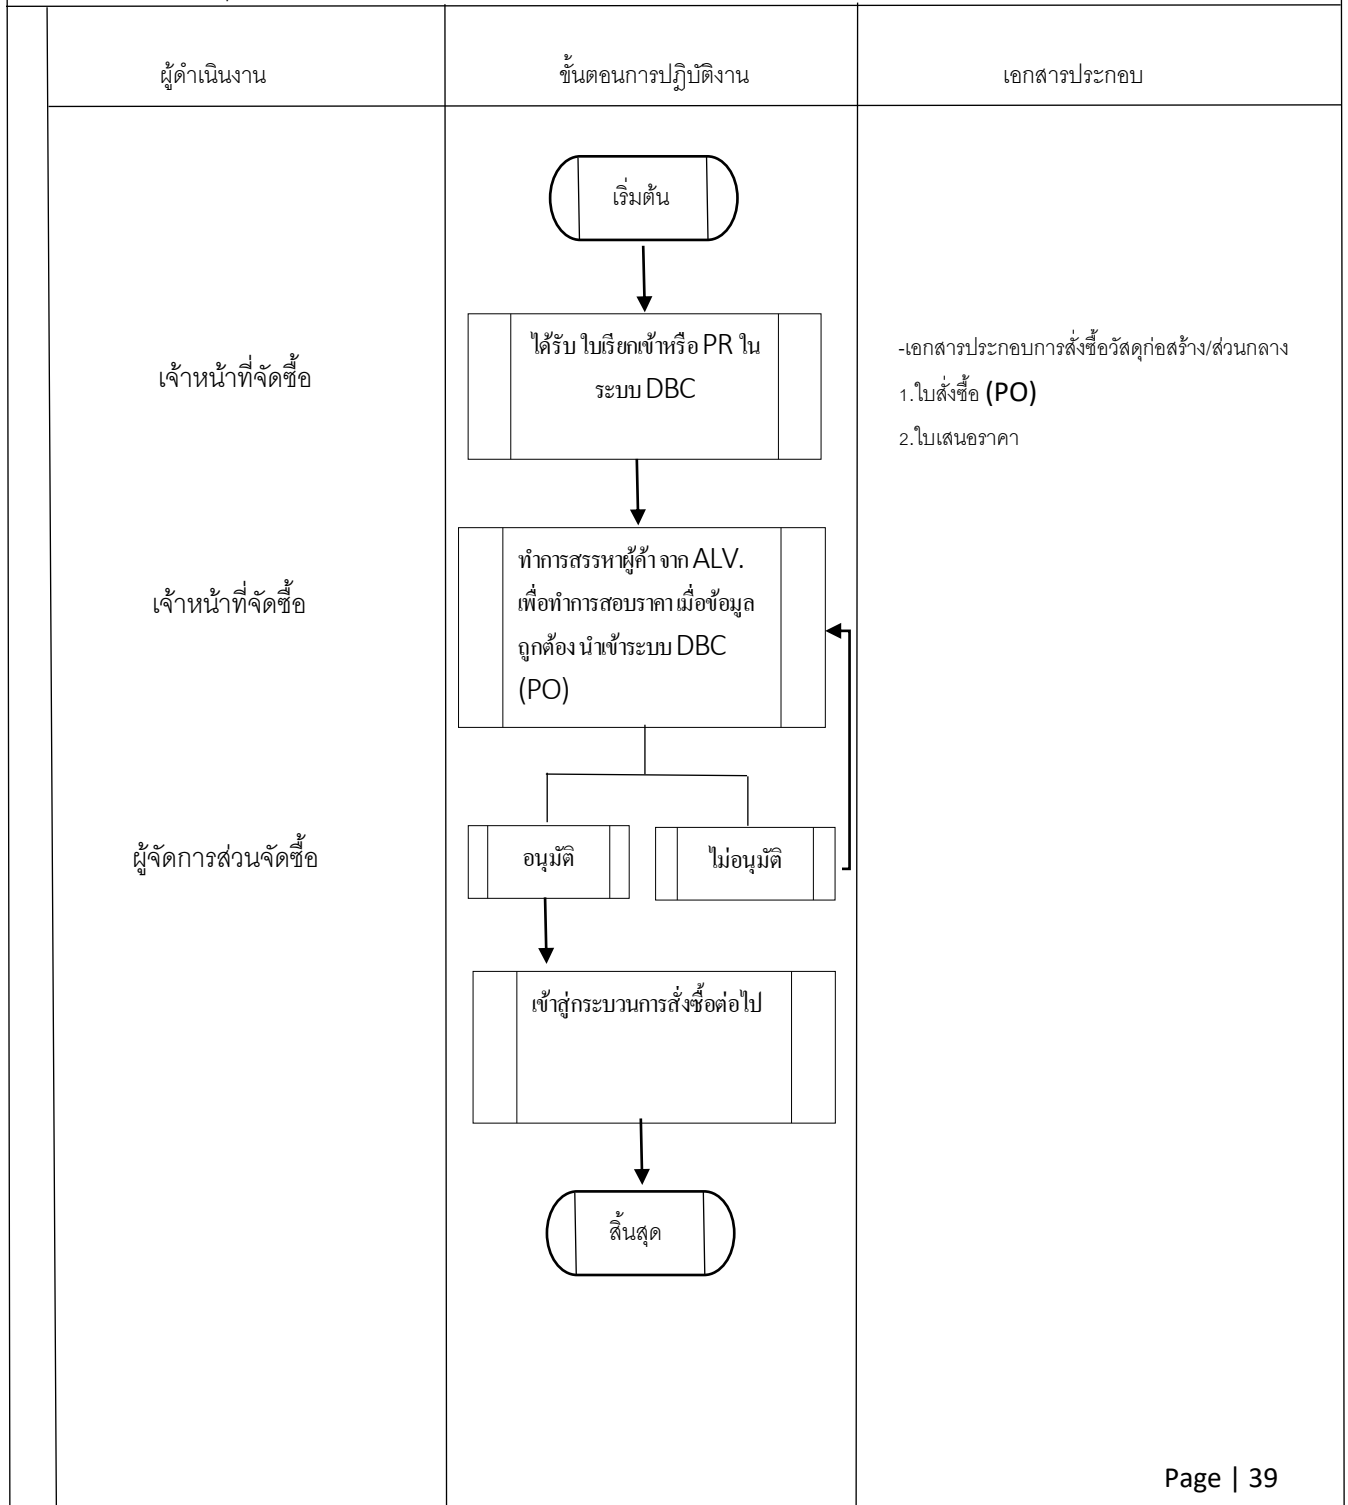 ผู้ดำเนินงาน
ขั้นตอนการปฏิบัติงาน
เอกสารประกอบ
เริ่มต้น
เจ้าหน้าที่จัดซื้อ
ได้รับ ใบเรียกเข้าหรือ PR ใน
ระบบ DBC
-เอกสารประกอบการสั่งซื้อวัสดุก่อสร้าง/ส่วนกลาง
1.ใบสั่งซื้อ (PO)
2.ใบเสนอราคา
เจ้าหน้าที่จัดซื้อ
ทำการสรรหาผู้ค้า จาก ALV.
เพื่อทำการสอบราคา เมื่อข้อมูล
ถูกต้อง นำเข้าระบบ DBC
(PO)
ผู้จัดการส่วนจัดซื้อ
อนุมัติ
ไม่อนุมัติ
เข้าสู่กระบวนการสั่งซื้อต่อไป
สิ้นสุด
Page | 39